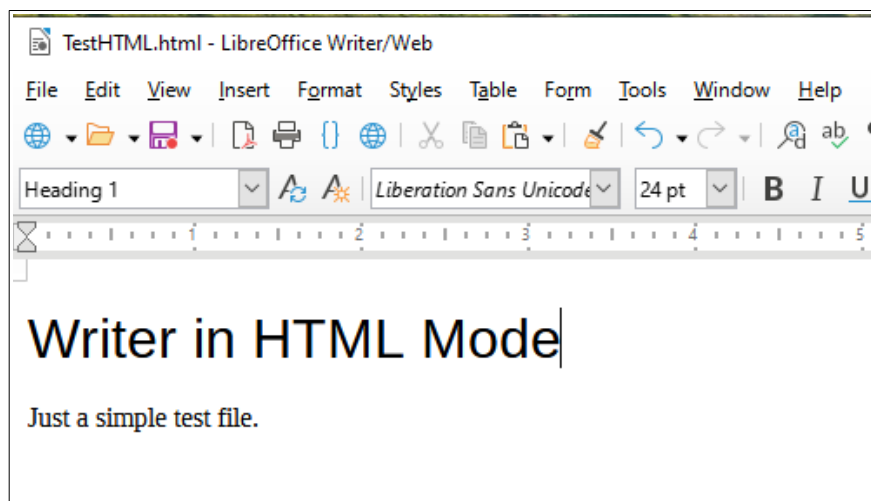 TestHTML.html - LibreOffice Writer/Web
File Edit View Insert Format Styles Table Form Tools Window Help
Heading 1 Liberation Sans Unicode 24 pt B I U
1 2 3 4 5
Writer in HTML Mode
Just a simple test file.